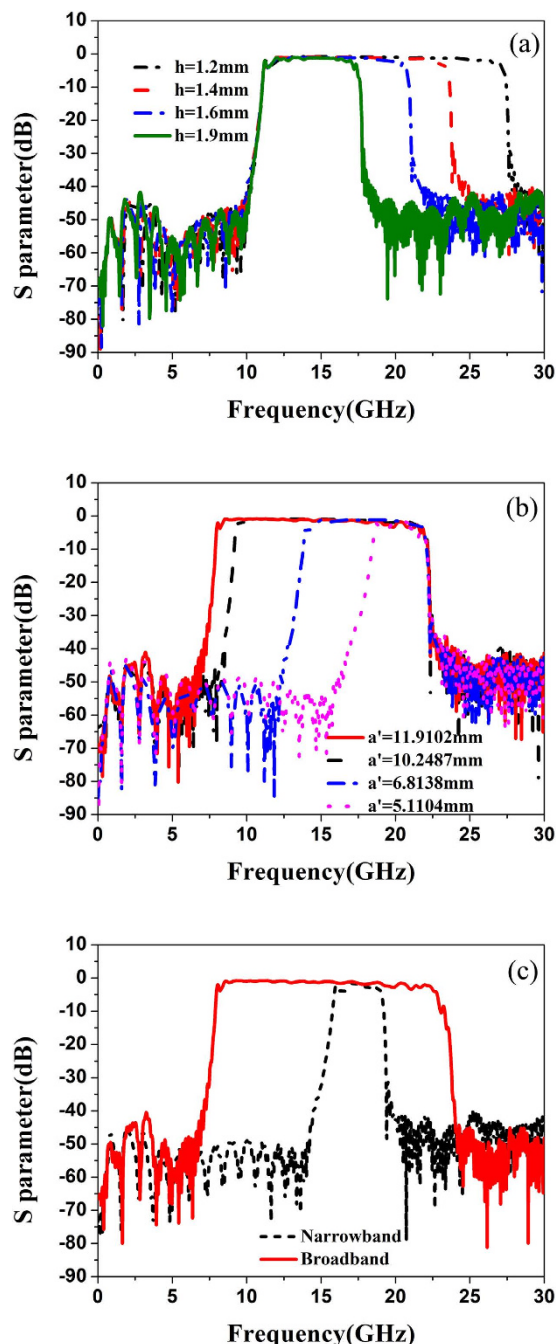 (a)
h=1.2mm
h=1.4mm
h=1.6mm
h=1.9mm
S parameter(dB)
10
0
-10
-20
-30
-40
-50
-60
-70
-80
-90
0 5 10 15 20 25 30
Frequency(GHz)
(b)
S parameter(dB)
10
0
-10
-20
-30
-40
-50
-60
-70
-80
-90
a'=11.9102mm
a'=10.2487mm
a'=6.8138mm
a'=5.1104mm
0 5 10 15 20 25 30
Frequency(GHz)
(c)
S parameter(dB)
10
0
-10
-20
-30
-40
-50
-60
-70
-80
-90
Narrowband
Broadband
0 5 10 15 20 25 30
Frequency(GHz)